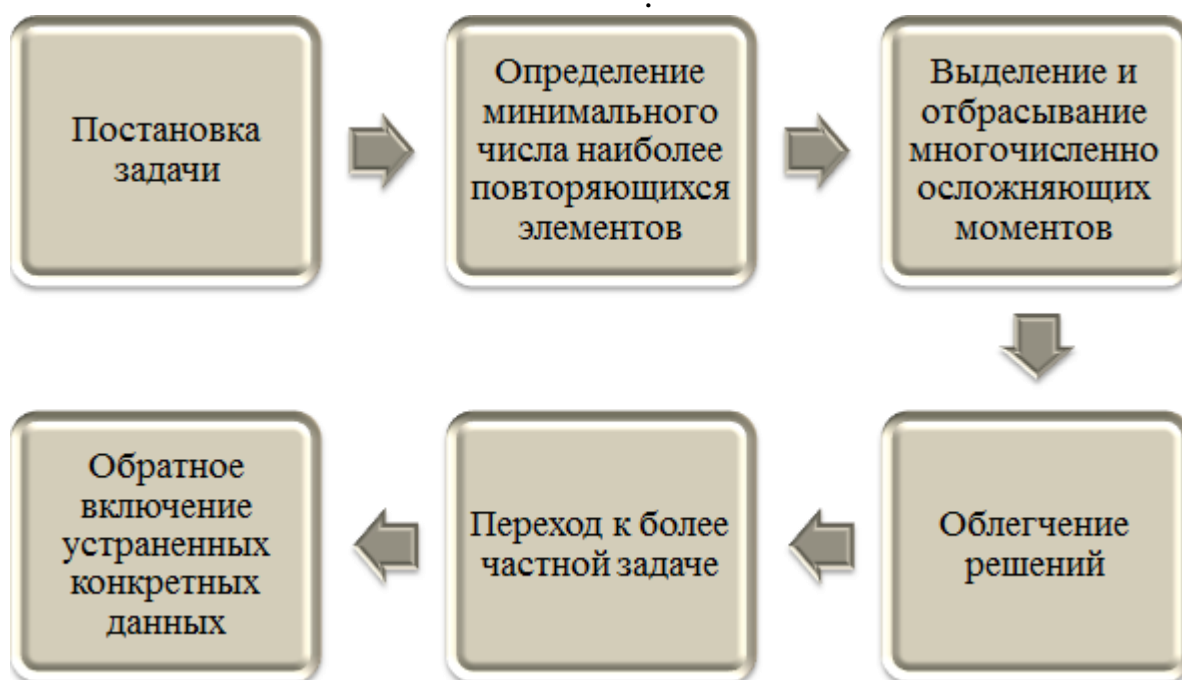 Постановка
задачи
Определение
минимального
числа наиболее
повторяющихся
элементов
Выделение и
отбрасывание
многочисленно
осложняющих
моментов
Облегчение
решений
Переход к более
частной задаче
Обратное
включение
устраненных
конкретных
данных